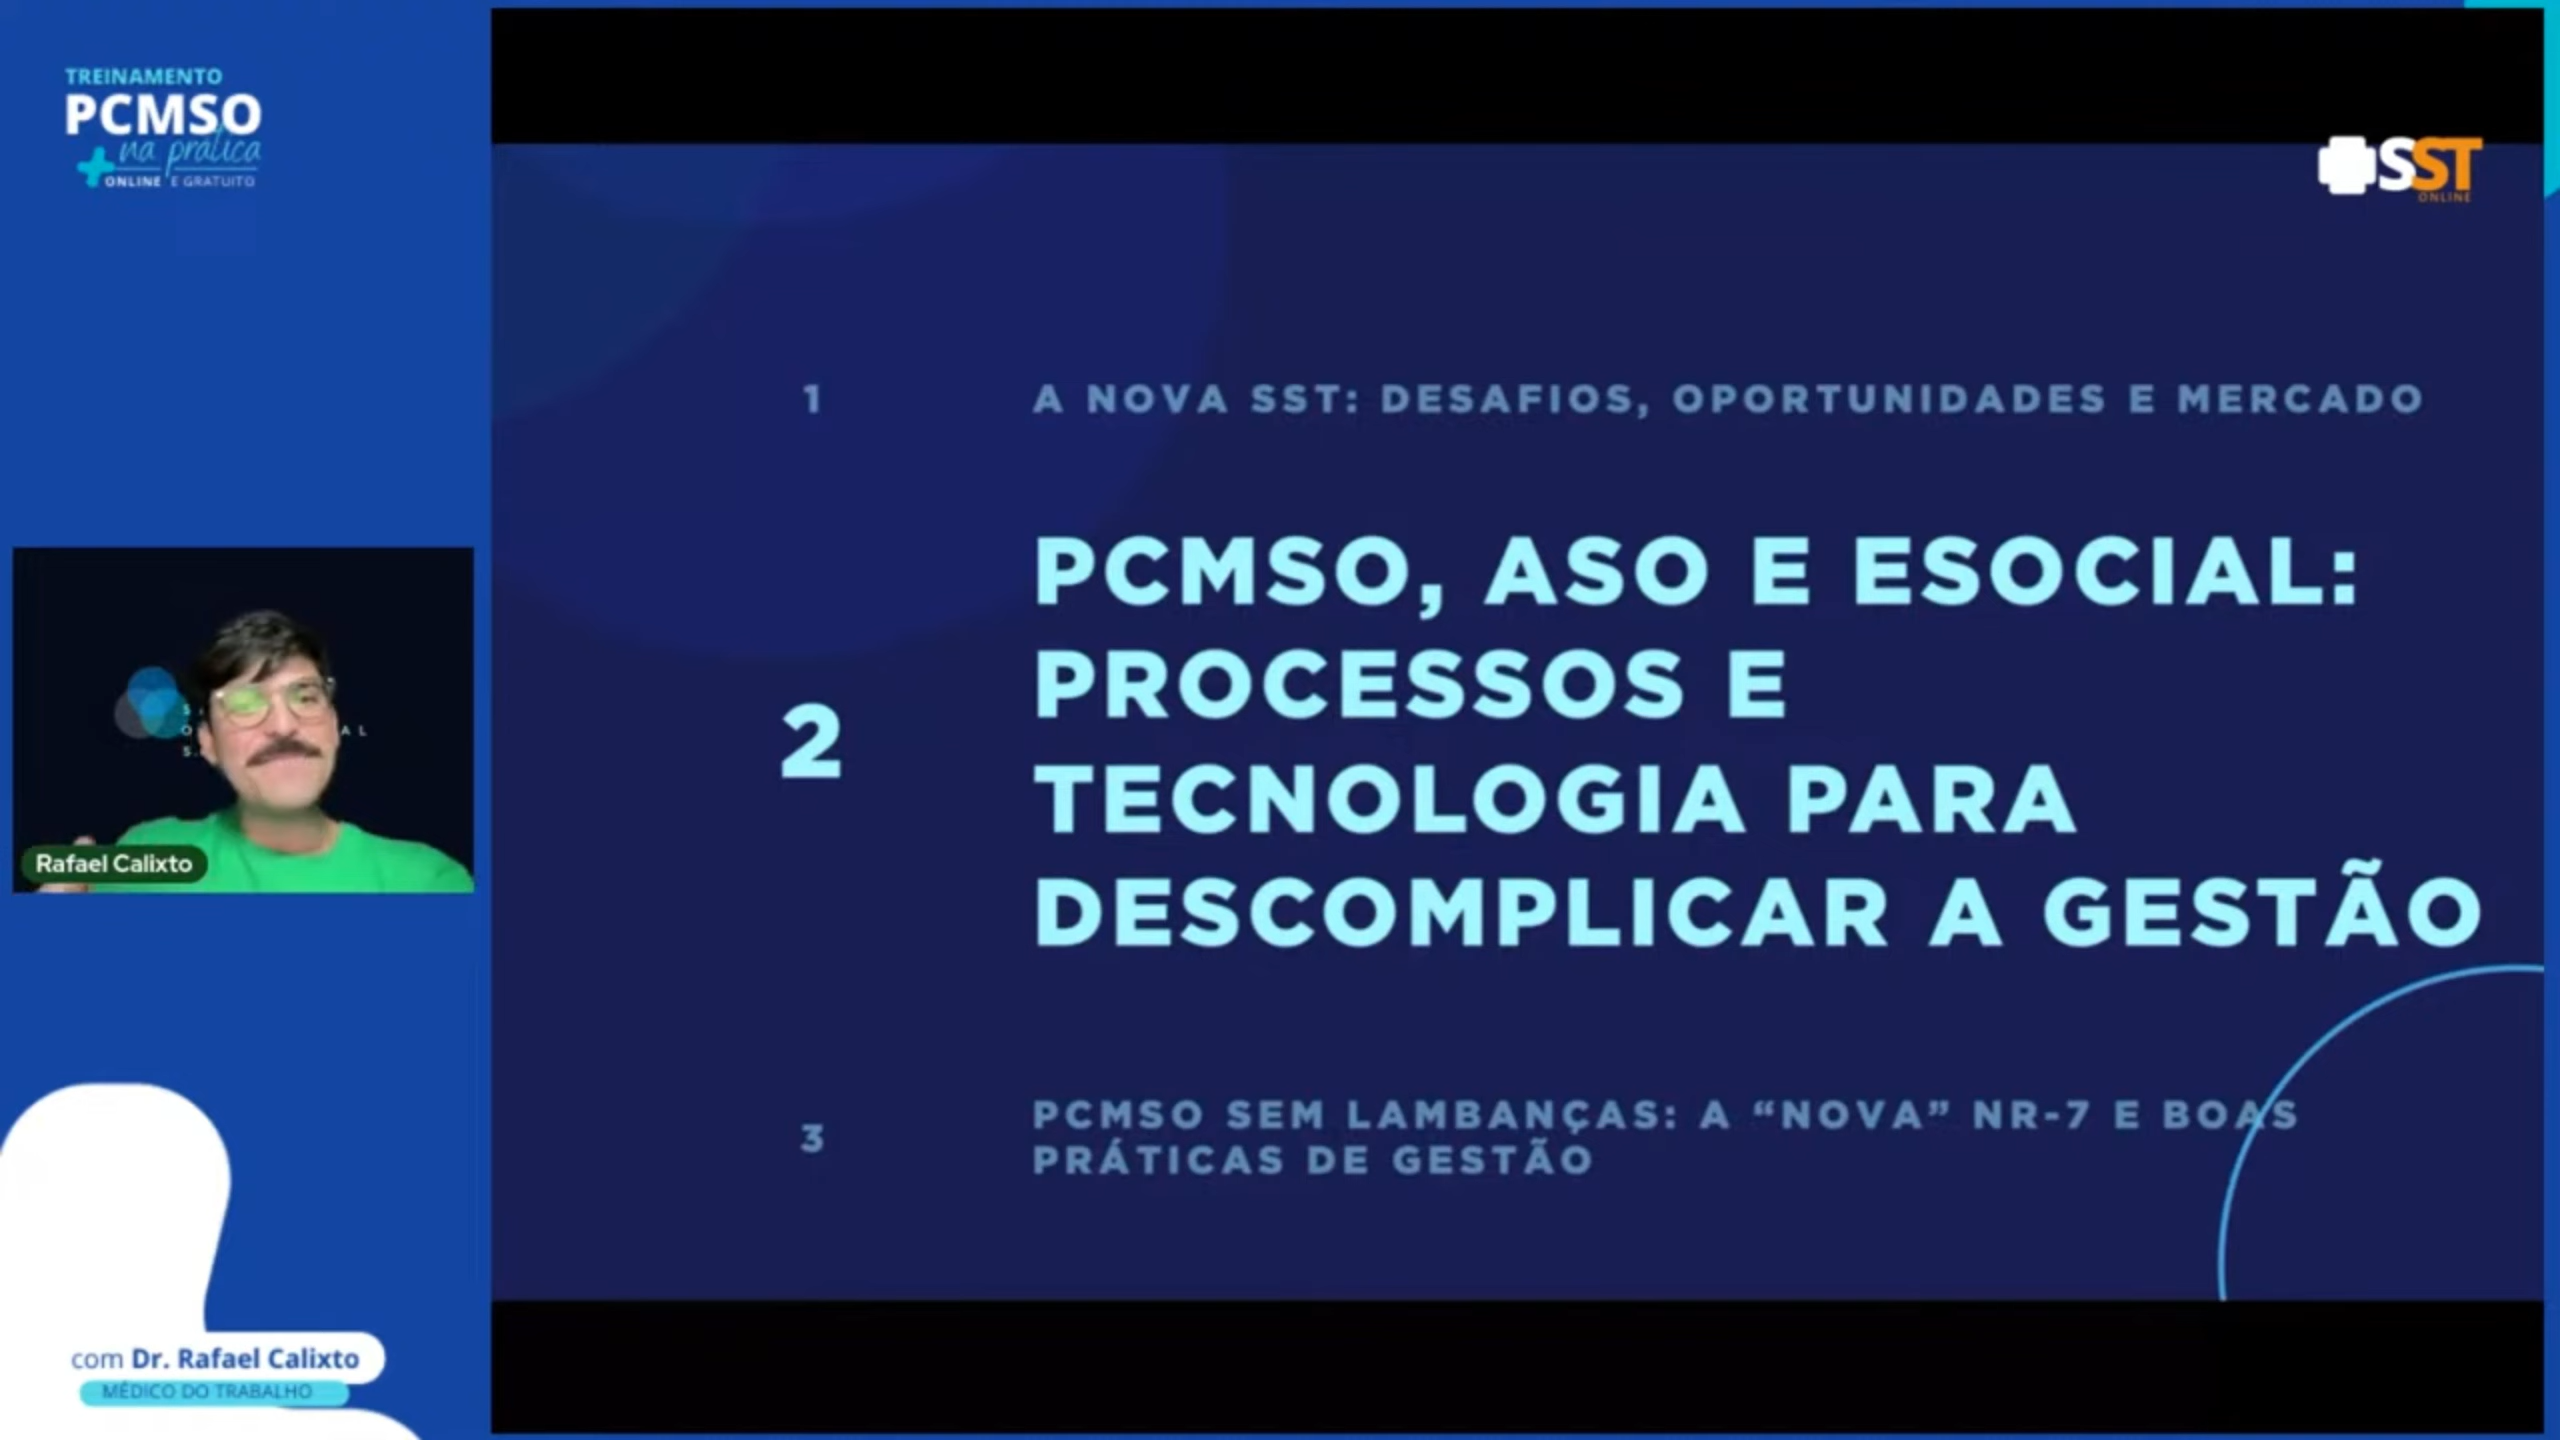 TREINAMENTO
PCMSO
na prática
ONLINE E GRATUITO
SST
ONLINE
1
A NOVA SST: DESAFIOS, OPORTUNIDADES E MERCADO
2
PCMSO, ASO E ESOCIAL:
PROCESSOS E
TECNOLOGIA PARA
DESCOMPLICAR A GESTÃO
3
PCMSO SEM LAMBANÇAS: A “NOVA” NR-7 E BOAS
PRÁTICAS DE GESTÃO
Rafael Calixto
com Dr. Rafael Calixto
MÉDICO DO TRABALHO